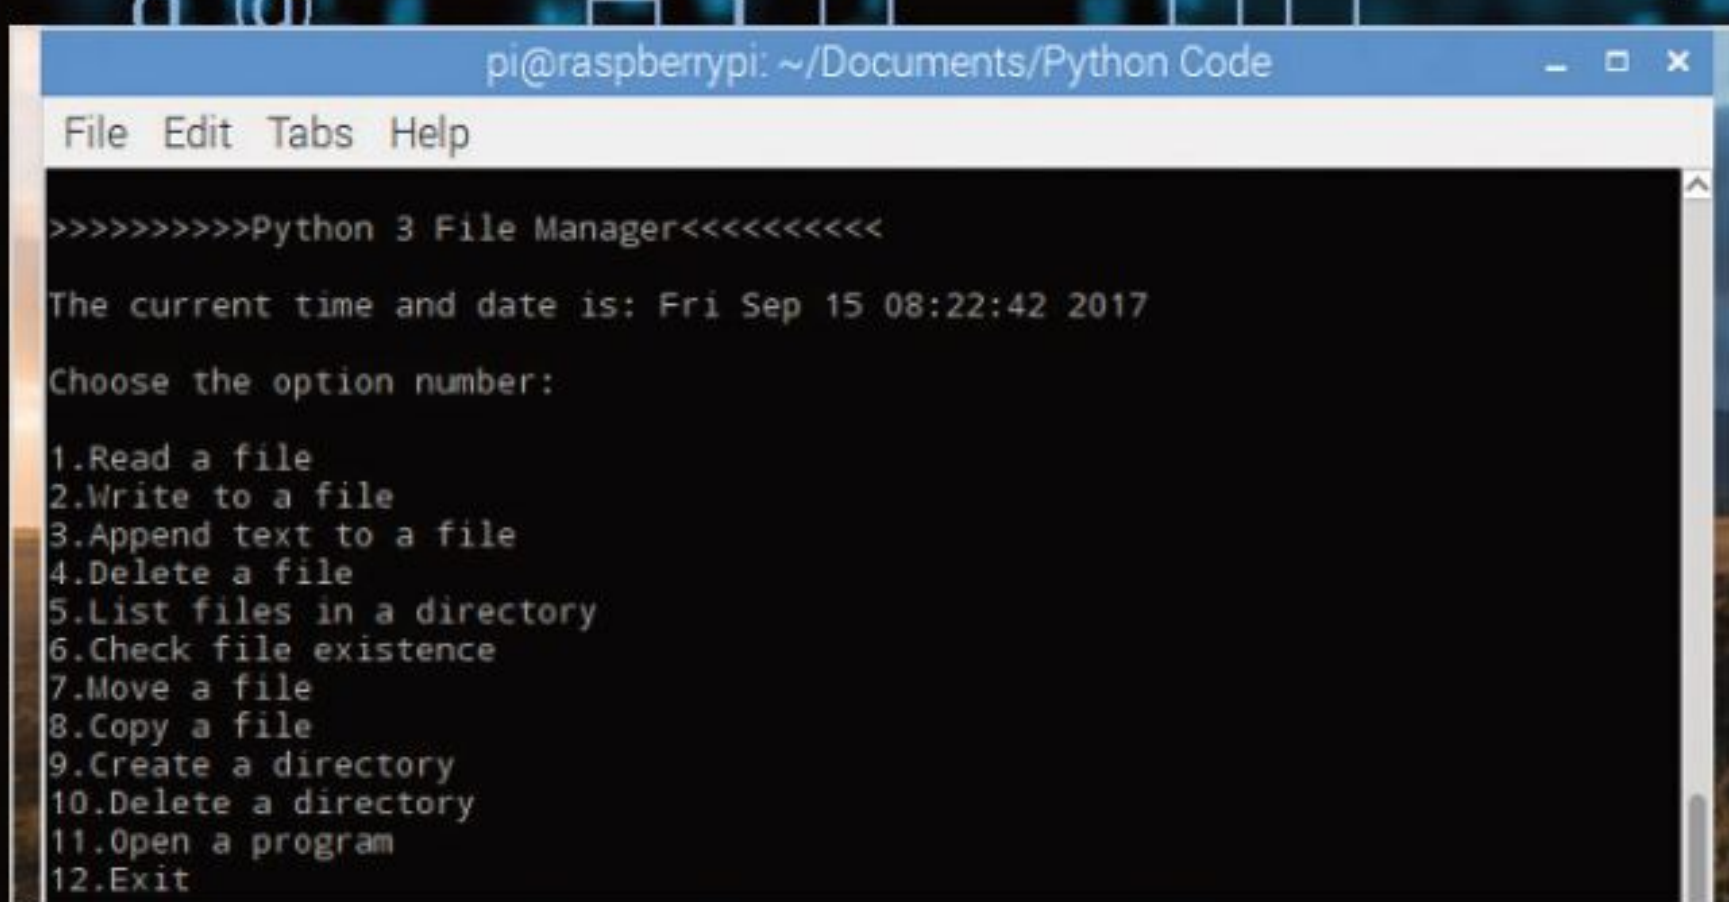 pi@raspberrypi: ~/Documents/Python Code
File Edit Tabs Help
>>>>>>>>>>Python 3 File Manager<<<<<<<<<<
The current time and date is: Fri Sep 15 08:22:42 2017
Choose the option number:
1.Read a file
2.Write to a file
3.Append text to a file
4.Delete a file
5.List files in a directory
6.Check file existence
7.Move a file
8.Copy a file
9.Create a directory
10.Delete a directory
11.Open a program
12.Exit